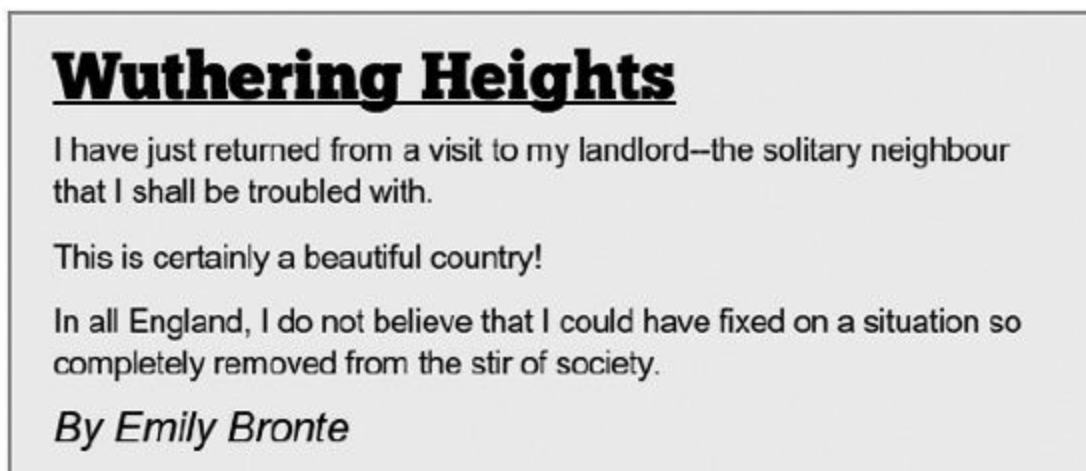 Wuthering Heights
I have just returned from a visit to my landlord--the solitary neighbour
that I shall be troubled with.
This is certainly a beautiful country!
In all England, I do not believe that I could have fixed on a situation so
completely removed from the stir of society.
By Emily Bronte